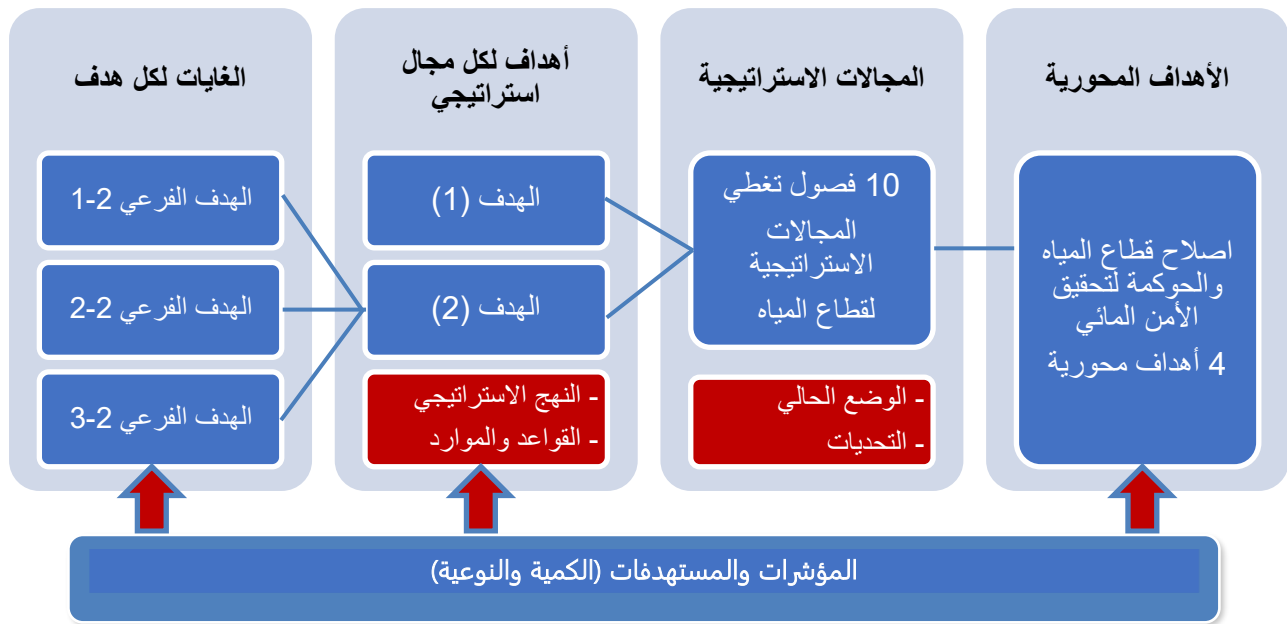 الأهداف المحورية
اصلاح قطاع المياه
والحوكمة لتحقيق
الأمن المائي
4 أهداف محورية
المجالات الاستراتيجية
10 فصول تغطي
المجالات
الاستراتيجية
لقطاع المياه
- الوضع الحالي
- التحديات
أهداف لكل مجال
استراتيجي
الهدف (1)
الهدف (2)
- النهج الاستراتيجي
- القواعد والموارد
الغايات لكل هدف
الهدف الفرعي 2-1
الهدف الفرعي 2-2
الهدف الفرعي 2-3
المؤشرات والمستهدفات (الكمية والنوعية)